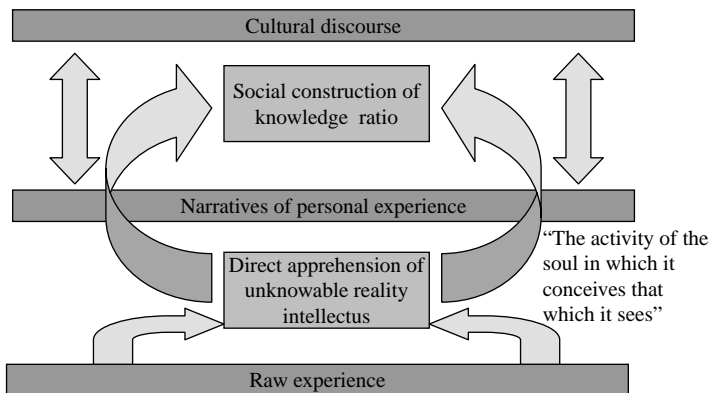 Cultural discourse
Social construction of
knowledge ratio
Narratives of personal experience
“The activity of the
soul in which it
conceives that
which it sees”
Direct apprehension of
unknowable reality
intellectus
Raw experience